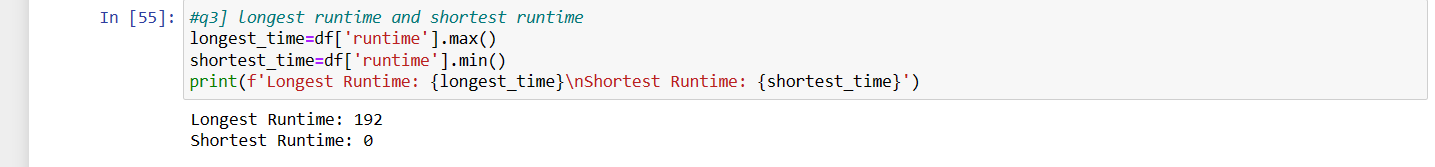 In [55]: #q3] longest runtime and shortest runtime
longest_time=df['runtime'].max()
shortest_time=df['runtime'].min()
print(f'Longest Runtime: {longest_time}\nShortest Runtime: {shortest_time}')
Longest Runtime: 192
Shortest Runtime: 0